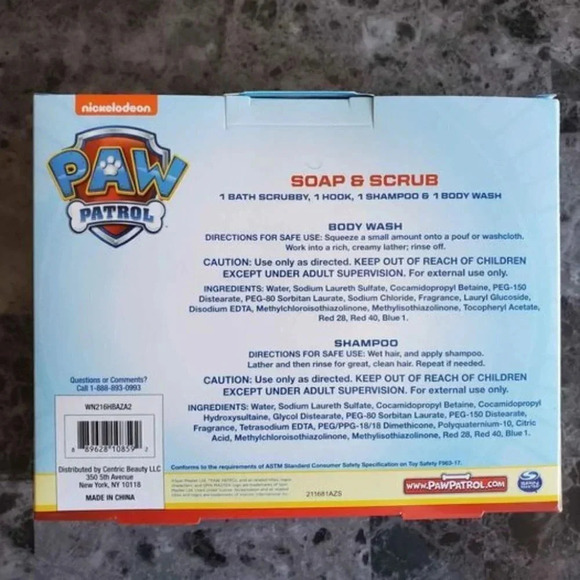 nickelodeon
PAW
PATROL
SOAP & SCRUB
1 BATH SCRUBBY, 1 HOOK, 1 SHAMPOO & 1 BODY WASH
BODY WASH
DIRECTIONS FOR SAFE USE: Squeeze a small amount onto a pouf or washcloth.
Work into a rich, creamy lather; rinse off.
CAUTION: Use only as directed. KEEP OUT OF REACH OF CHILDREN
EXCEPT UNDER ADULT SUPERVISION. For external use only.
INGREDIENTS: Water, Sodium Laureth Sulfate, Cocamidopropyl Betaine, PEG-150
Distearate, PEG-80 Sorbitan Laurate, Sodium Chloride, Fragrance, Lauryl Glucoside,
Disodium EDTA, Methylchloroisothiazolinone, Methylisothiazolinone, Tocopheryl Acetate,
Red 28, Red 40, Blue 1.
SHAMPOO
DIRECTIONS FOR SAFE USE: Wet hair, and apply shampoo.
Lather and then rinse for great, clean hair. Repeat if needed.
CAUTION: Use only as directed. KEEP OUT OF REACH OF CHILDREN
EXCEPT UNDER ADULT SUPERVISION. For external use only.
INGREDIENTS: Water, Sodium Laureth Sulfate, Cocamidopropyl Betaine, Cocamidopropyl
Hydroxysultaine, Glycol Distearate, PEG-80 Sorbitan Laurate, PEG-150 Distearate,
Fragrance, Tetrasodium EDTA, PEG/PPG-18/18 Dimethicone, Polyquaternium-10, Citric
Acid, Methylchloroisothiazolinone, Methylisothiazolinone, Red 28, Red 40, Blue 1.
Questions or Comments?
Call 1-888-893-0993
WN216HBAZA2
8 89628 10859 2
Distributed by Centric Beauty LLC
350 5th Avenue
New York, NY 10118
MADE IN CHINA
Conforms to the requirements of ASTM Standard Consumer Safety Specification on Toy Safety F963-17.
211681AZS
www.PawPatrol.com
SPIN MASTER